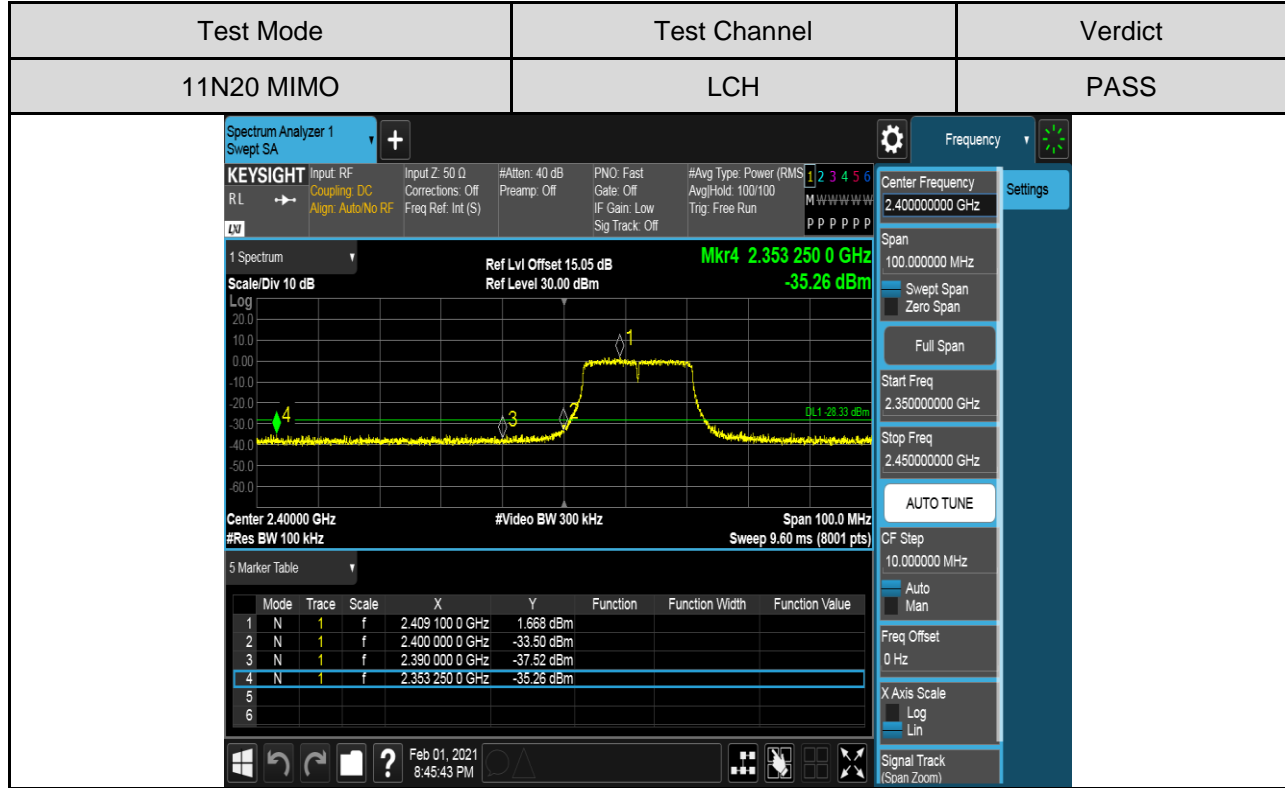 Test Mode Test Channel Verdict
11N20 MIMO LCH PASS
Spectrum Analyzer 1
Swept SA
+
Frequency
KEYSIGHT
RL
LXI
Input: RF
Coupling: DC
Align: Auto/No RF
Input Z: 50 Ω
Corrections: Off
Freq Ref: Int (S)
#Atten: 40 dB
Preamp: Off
PNO: Fast
Gate: Off
IF Gain: Low
Sig Track: Off
#Avg Type: Power (RMS
Avg|Hold: 100/100
Trig: Free Run
1 2 3 4 5 6
M W W W W W
P P P P P P
1 Spectrum
Scale/Div 10 dB
Ref Lvl Offset 15.05 dB
Ref Level 30.00 dBm
Mkr4 2.353 250 0 GHz
-35.26 dBm
Log
20.0
10.0
0.00
-10.0
-20.0
-30.0
-40.0
-50.0
-60.0
1
2
3
4
DL1 -28.33 dBm
Center 2.40000 GHz
#Res BW 100 kHz
#Video BW 300 kHz
Span 100.0 MHz
Sweep 9.60 ms (8001 pts)
5 Marker Table
Mode Trace Scale X Y Function Function Width Function Value
1 N 1 f 2.409 100 0 GHz 1.668 dBm
2 N 1 f 2.400 000 0 GHz -33.50 dBm
3 N 1 f 2.390 000 0 GHz -37.52 dBm
4 N 1 f 2.353 250 0 GHz -35.26 dBm
5
6
?
Feb 01, 2021
8:45:43 PM
Center Frequency
2.400000000 GHz
Settings
Span
100.000000 MHz
Swept Span
Zero Span
Full Span
Start Freq
2.350000000 GHz
Stop Freq
2.450000000 GHz
AUTO TUNE
CF Step
10.000000 MHz
Auto
Man
Freq Offset
0 Hz
X Axis Scale
Log
Lin
Signal Track
(Span Zoom)